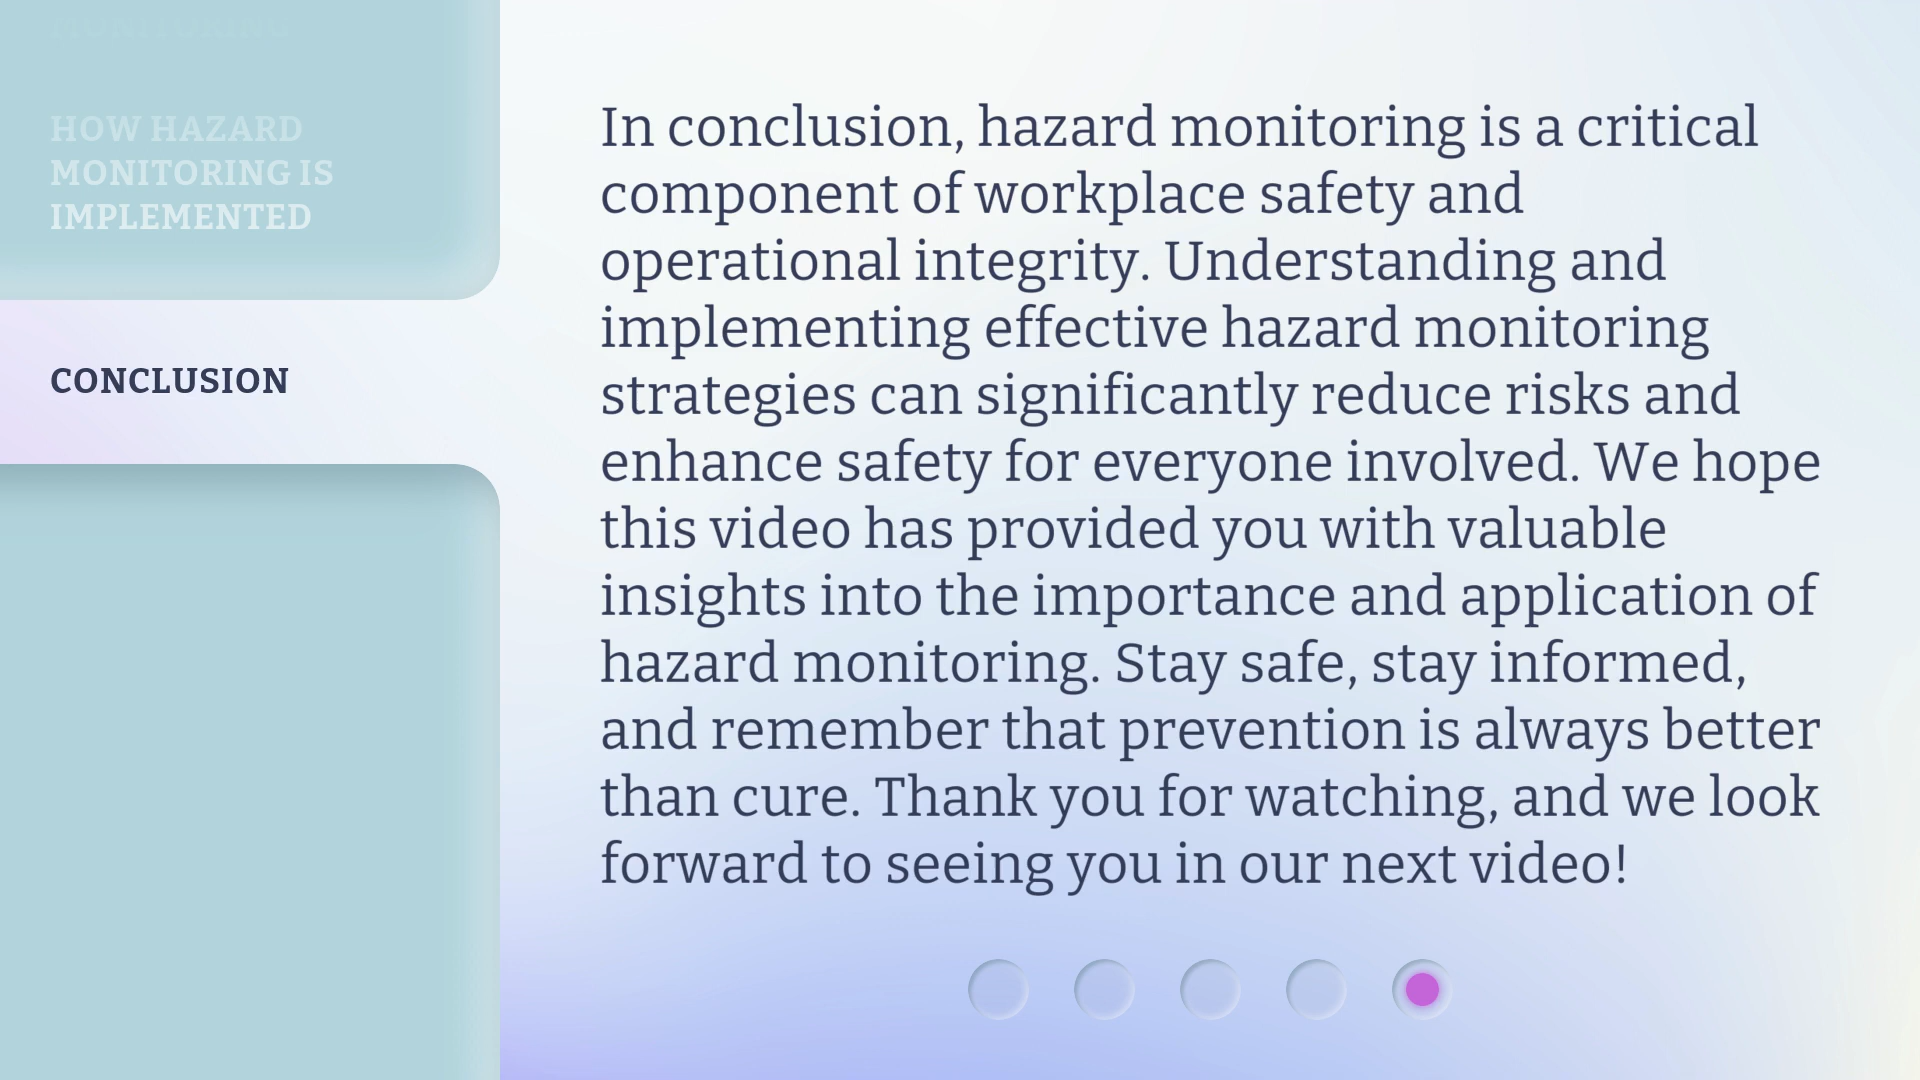 MONITORING
HOW HAZARD
MONITORING IS
IMPLEMENTED
CONCLUSION
In conclusion, hazard monitoring is a critical
component of workplace safety and
operational integrity. Understanding and
implementing effective hazard monitoring
strategies can significantly reduce risks and
enhance safety for everyone involved. We hope
this video has provided you with valuable
insights into the importance and application of
hazard monitoring. Stay safe, stay informed,
and remember that prevention is always better
than cure. Thank you for watching, and we look
forward to seeing you in our next video!